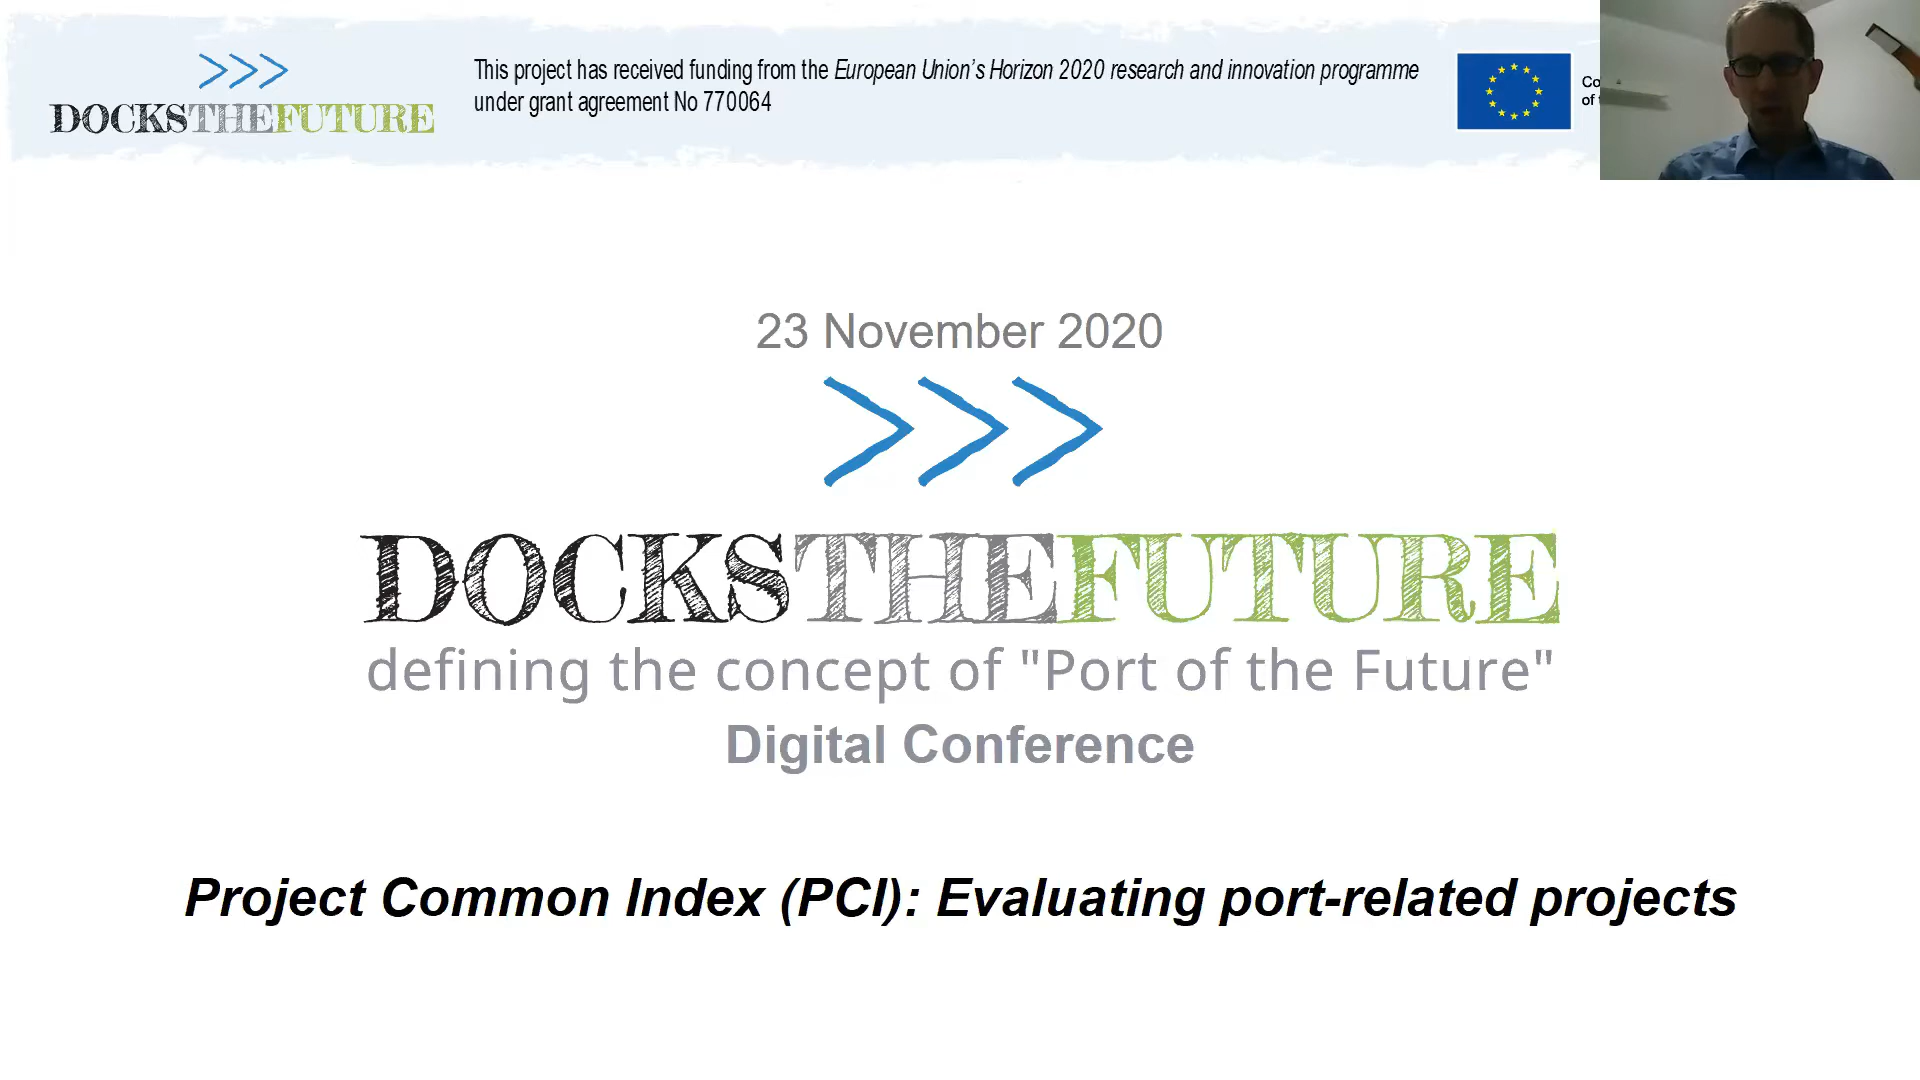 DOCKSTHEFUTURE
This project has received funding from the European Union's Horizon 2020 research and innovation programme
under grant agreement No 770064
Co
of
23 November 2020
DOCKSTHEFUTURE
defining the concept of "Port of the Future"
Digital Conference
Project Common Index (PCI): Evaluating port-related projects